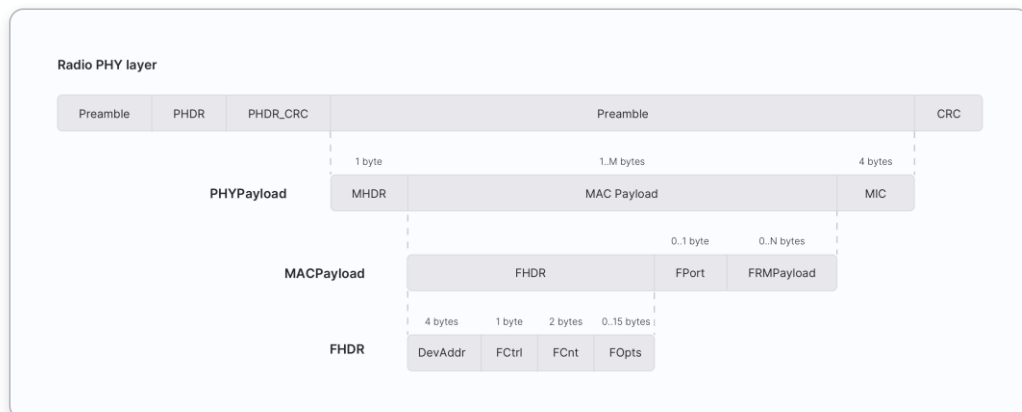 Radio PHY layer
Preamble PHDR PHDR_CRC Preamble CRC
1 byte 1..M bytes 4 bytes
PHYPayload MHDR MAC Payload MIC
0..1 byte 0..N bytes
MACPayload FHDR FPort FRMPayload
4 bytes 1 byte 2 bytes 0..15 bytes
FHDR DevAddr FCtrl FCnt FOpts